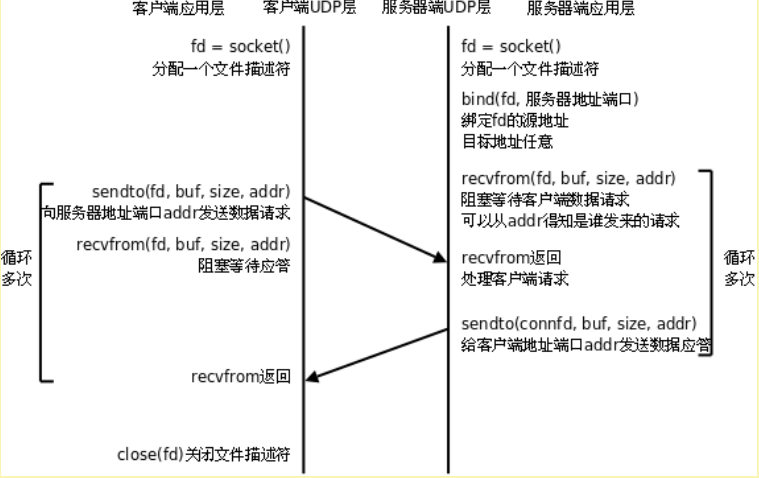 客户端应用层 客户端UDP层 服务器端UDP层 服务器端应用层
fd = socket()
分配一个文件描述符
fd = socket()
分配一个文件描述符
bind(fd, 服务器地址端口)
绑定fd的源地址
目标地址任意
循环
多次
sendto(fd, buf, size, addr)
向服务器地址端口addr发送数据请求
recvfrom(fd, buf, size, addr)
阻塞等待应答
recvfrom(fd, buf, size, addr)
阻塞等待客户端数据请求
可以从addr得知是谁发来的请求
recvfrom返回
处理客户端请求
循环
多次
sendto(connfd, buf, size, addr)
给客户端地址端口addr发送数据应答
recvfrom返回
close(fd)关闭文件描述符